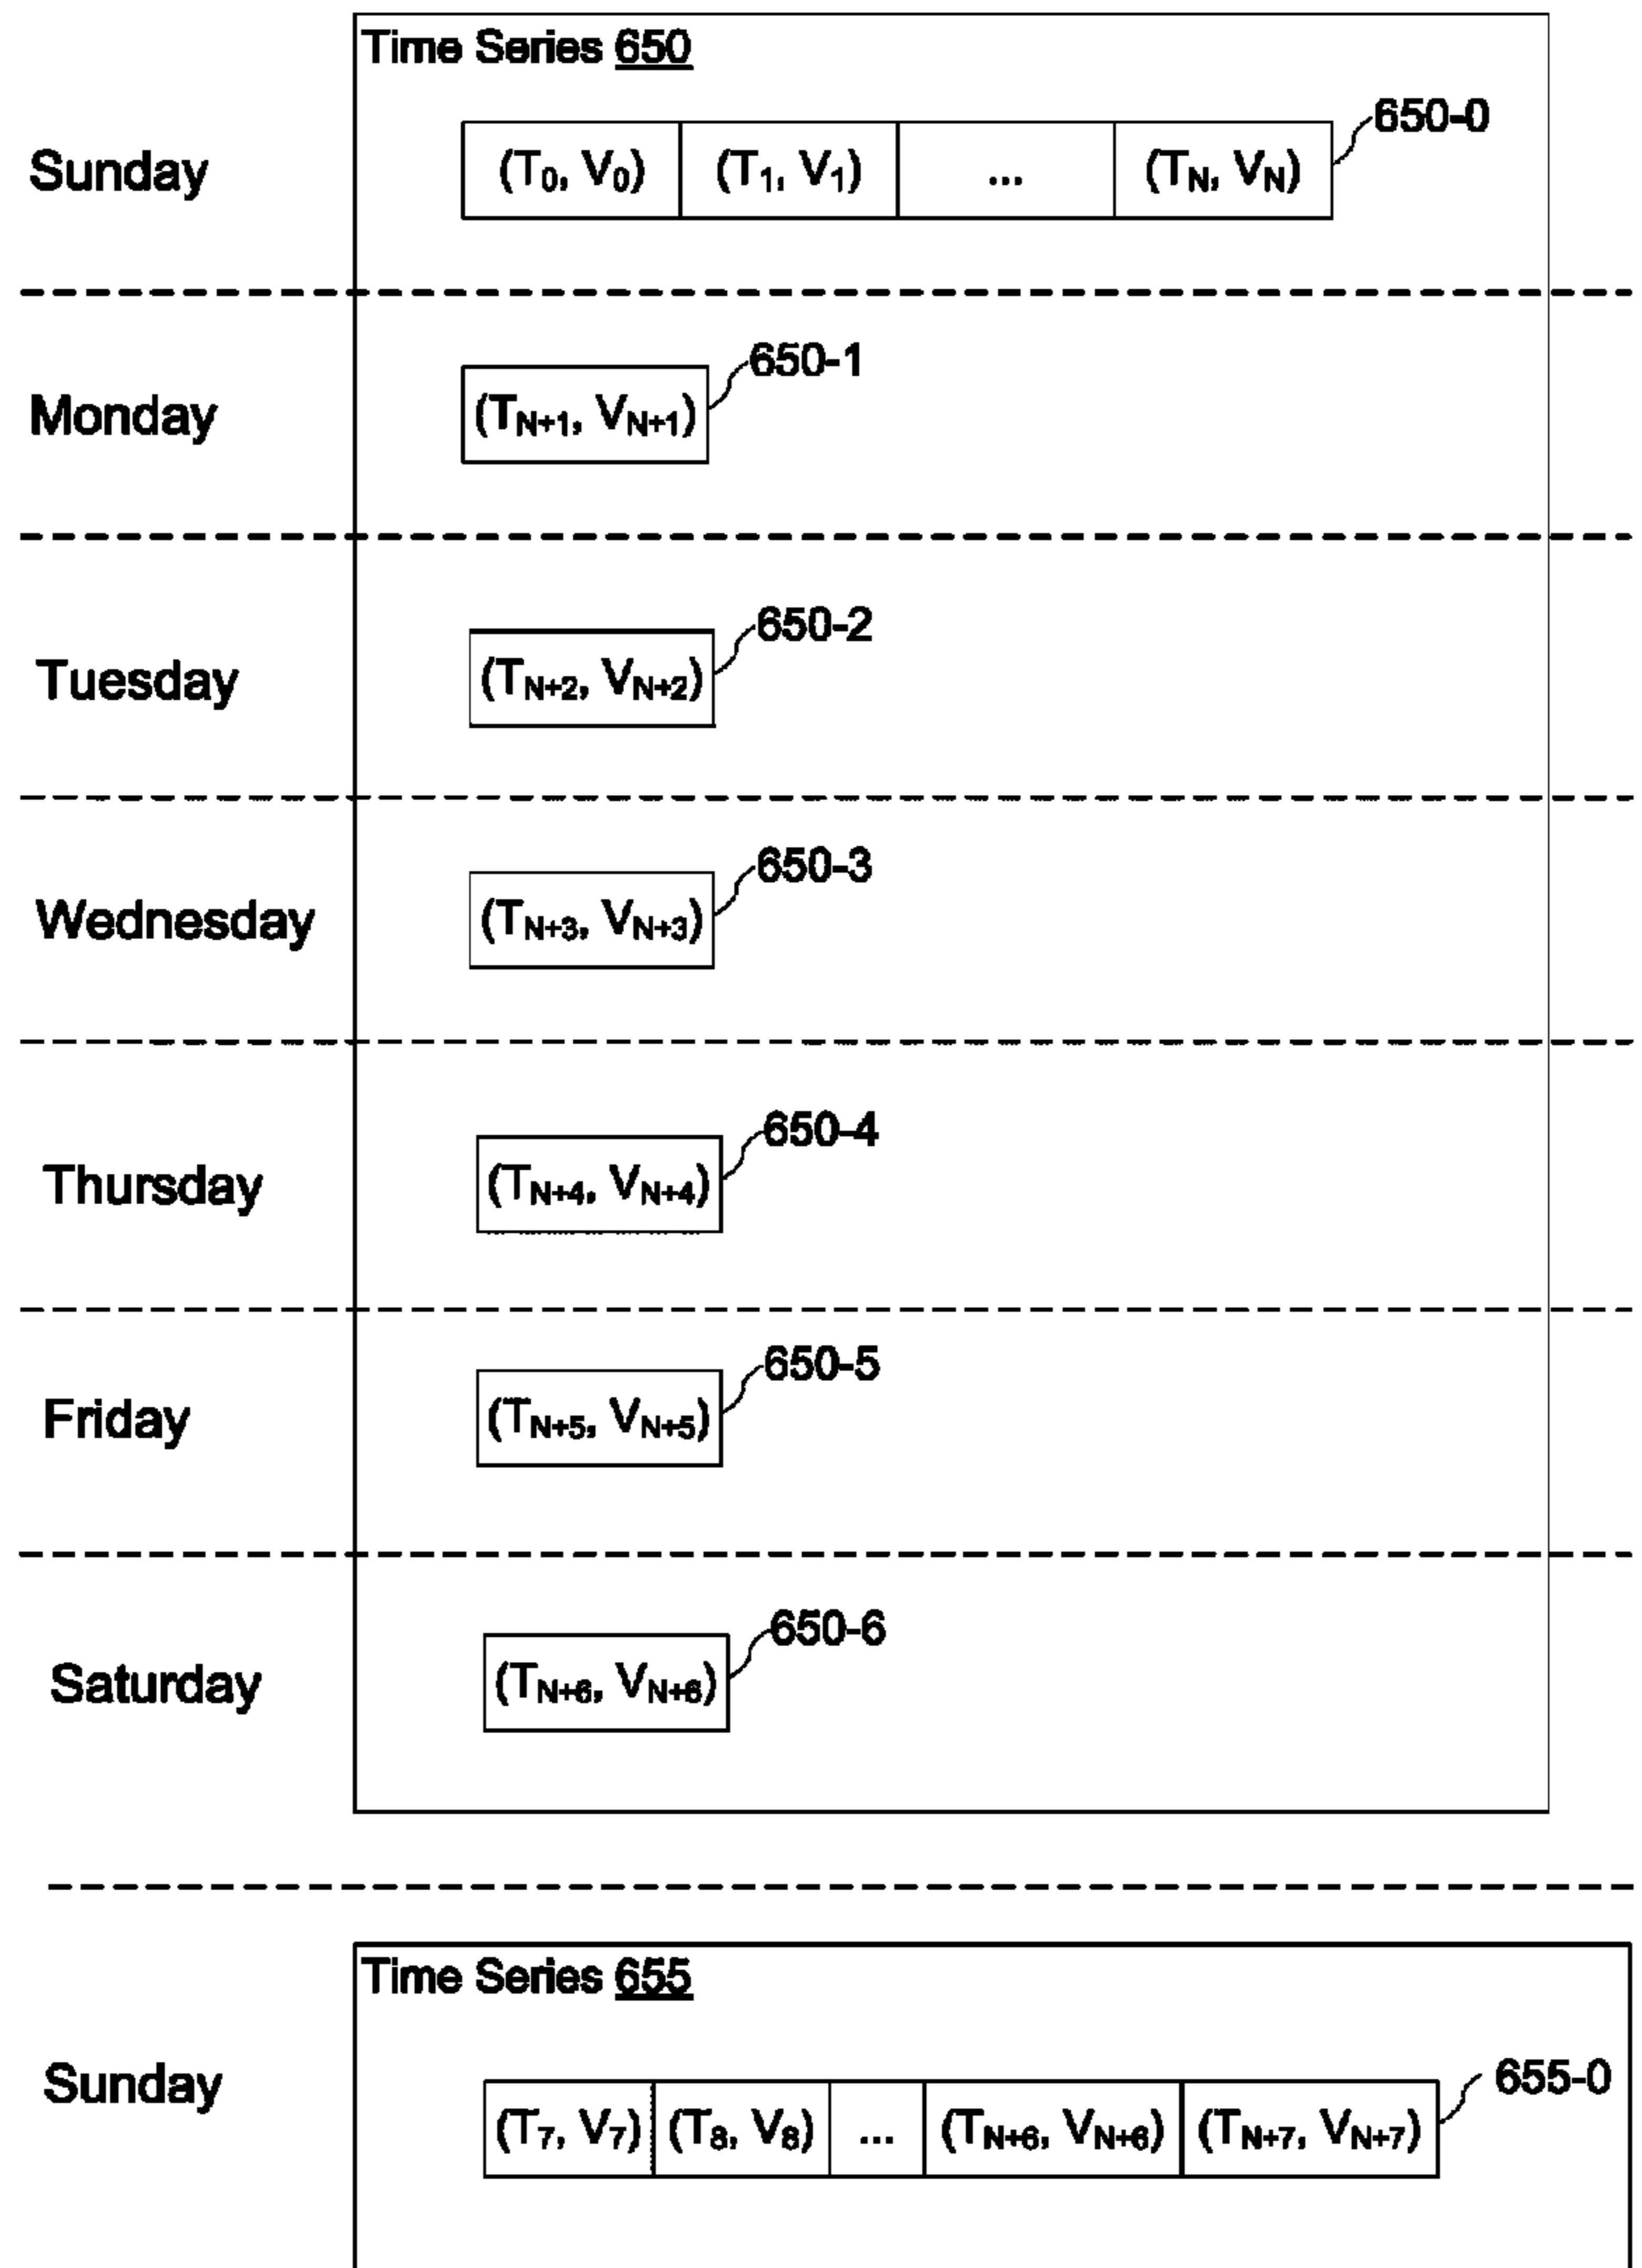 Time Series 650
650-0
Sunday (T0, V0) (T1, V1) ... (TN, VN)
650-1
Monday (TN+1, VN+1)
650-2
Tuesday (TN+2, VN+2)
650-3
Wednesday (TN+3, VN+3)
650-4
Thursday (TN+4, VN+4)
650-5
Friday (TN+5, VN+5)
650-6
Saturday (TN+6, VN+6)
Time Series 655
655-0
Sunday (T7, V7) (T8, V8) ... (TN+6, VN+6) (TN+7, VN+7)